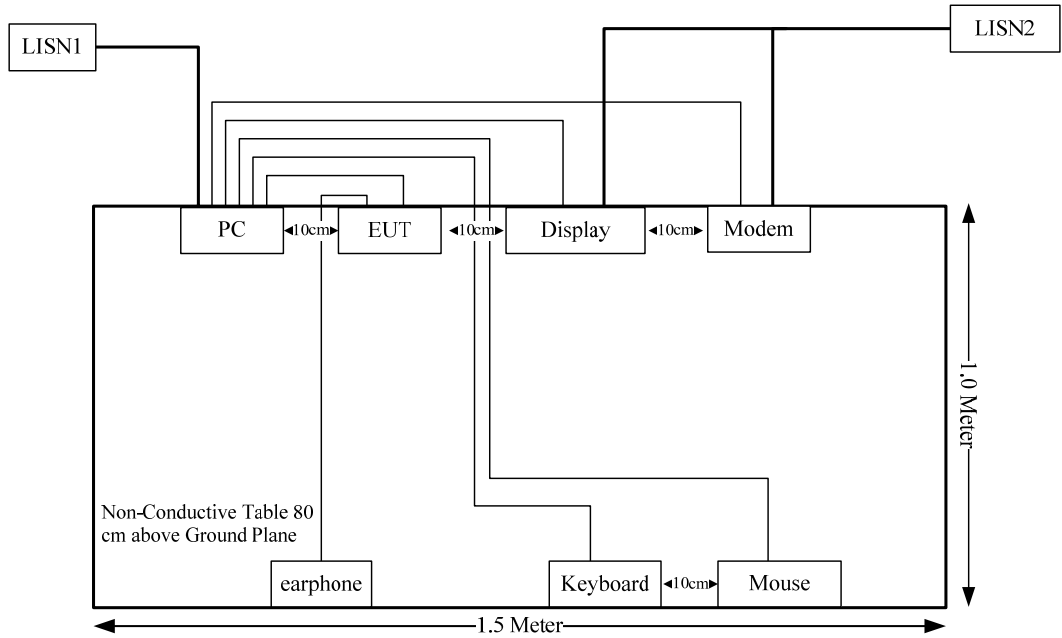 LISN1
LISN2
PC
10cm
EUT
10cm
Display
10cm
Modem
1.0 Meter
Non-Conductive Table 80
cm above Ground Plane
earphone
Keyboard
10cm
Mouse
1.5 Meter